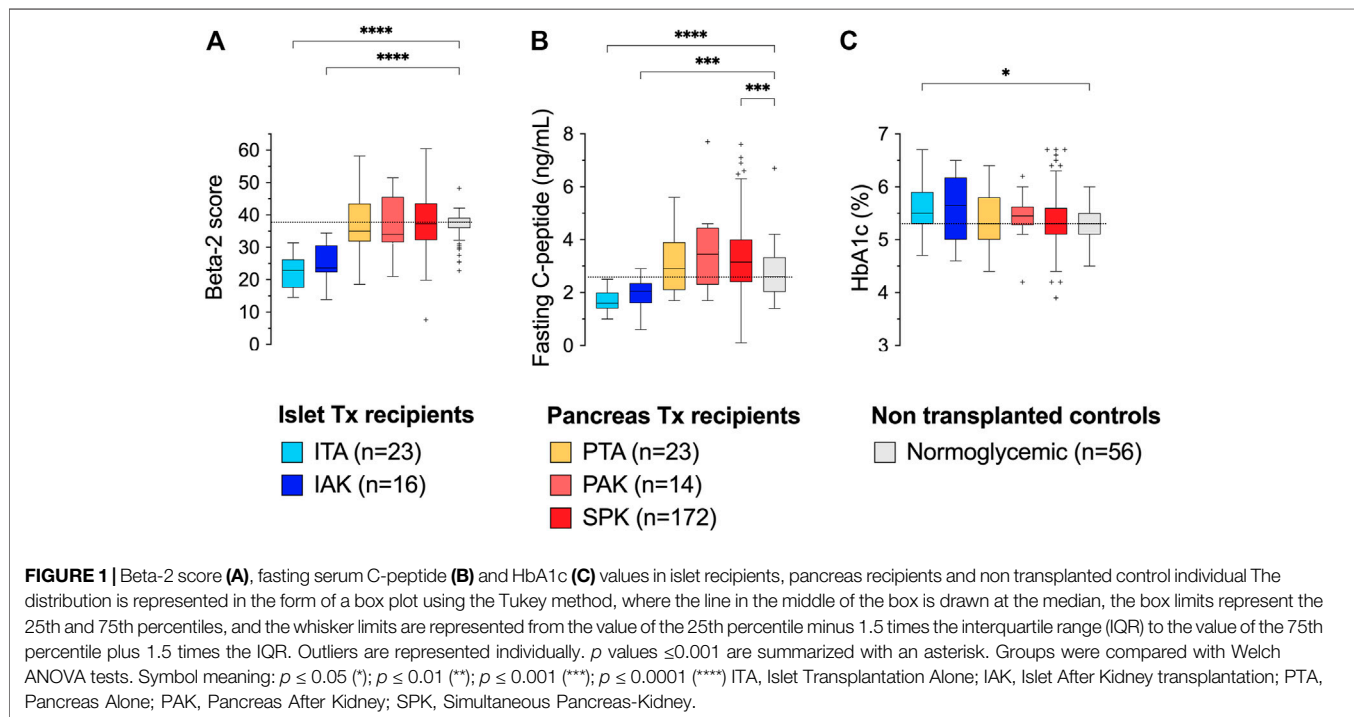 A
****
****
Beta-2 score
60
50
40
30
20
10
0
B
****
***
***
Fasting C-peptide (ng/mL)
8
6
4
2
0
C
*
HbA1c (%)
7
6
5
4
3
Islet Tx recipients
ITA (n=23)
IAK (n=16)
Pancreas Tx recipients
PTA (n=23)
PAK (n=14)
SPK (n=172)
Non transplanted controls
Normoglycemic (n=56)
FIGURE 1 | Beta-2 score (A), fasting serum C-peptide (B) and HbA1c (C) values in islet recipients, pancreas recipients and non transplanted control individual The
distribution is represented in the form of a box plot using the Tukey method, where the line in the middle of the box is drawn at the median, the box limits represent the
25th and 75th percentiles, and the whisker limits are represented from the value of the 25th percentile minus 1.5 times the interquartile range (IQR) to the value of the
75th percentile plus 1.5 times the IQR. Outliers are represented individually. p values ≤0.001 are summarized with an asterisk. Groups were compared with Welch
ANOVA tests. Symbol meaning: p ≤ 0.05 (*); p ≤ 0.01 (**); p ≤ 0.001 (***); p ≤ 0.0001 (****) ITA, Islet Transplantation Alone; IAK, Islet After Kidney transplantation; PTA,
Pancreas Alone; PAK, Pancreas After Kidney; SPK, Simultaneous Pancreas-Kidney.